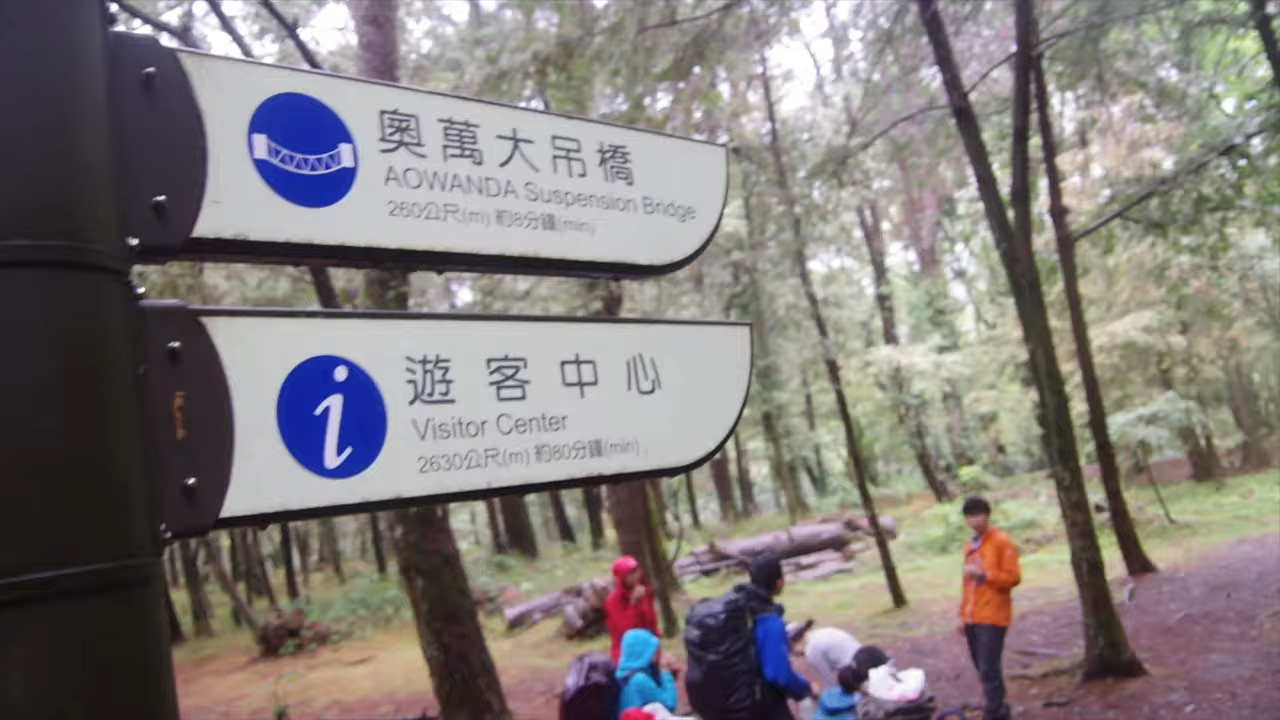 奧萬大吊橋
AOWANDA Suspension Bridge
260公尺(m) 約8分鐘(min)
遊客中心
Visitor Center
2630公尺(m) 約80分鐘(min)